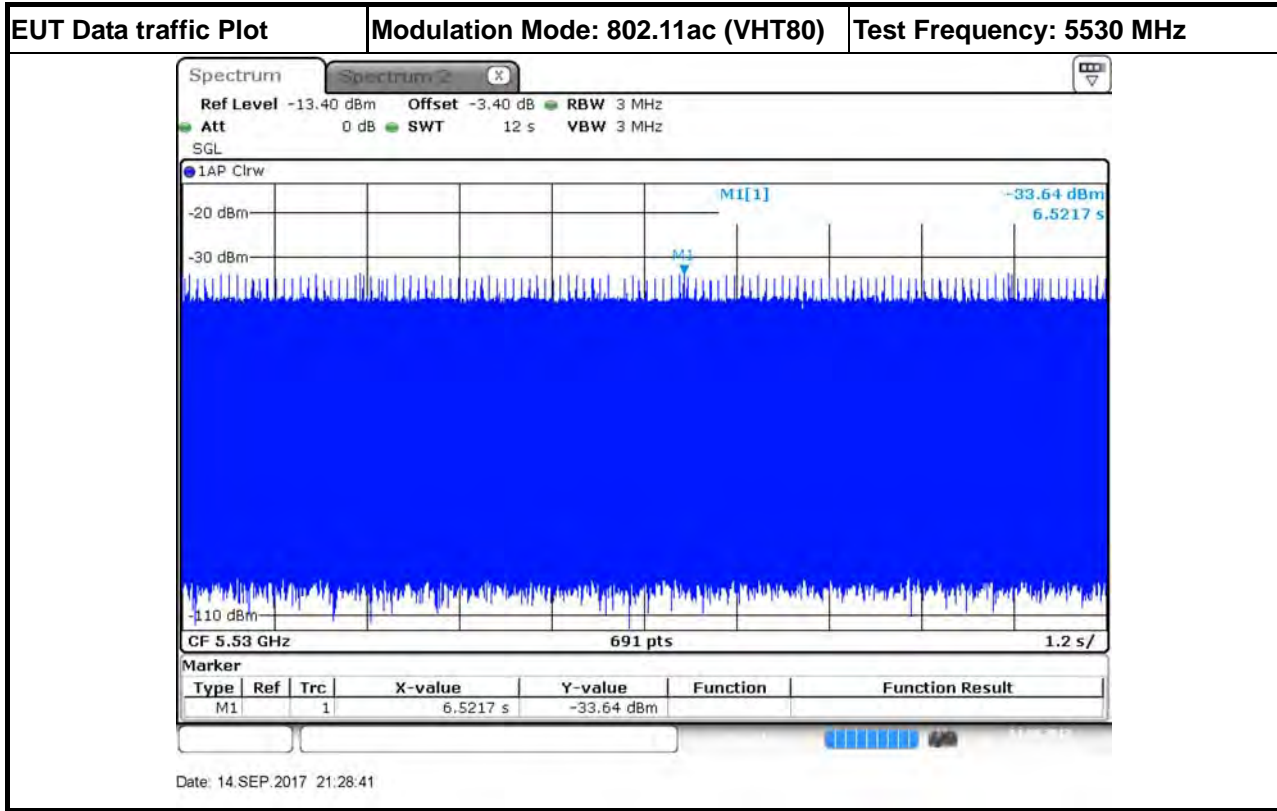 EUT Data traffic Plot Modulation Mode: 802.11ac (VHT80) Test Frequency: 5530 MHz
Spectrum Spectrum 2 X
Ref Level -13.40 dBm Offset -3.40 dB RBW 3 MHz
Att 0 dB SWT 12 s VBW 3 MHz
SGL
1AP Clrw
M1[1] -33.64 dBm
6.5217 s
-20 dBm
-30 dBm
M1
-110 dBm
CF 5.53 GHz 691 pts 1.2 s/
Marker
Type Ref Trc X-value Y-value Function Function Result
M1 1 6.5217 s -33.64 dBm
Date: 14.SEP.2017 21:28:41